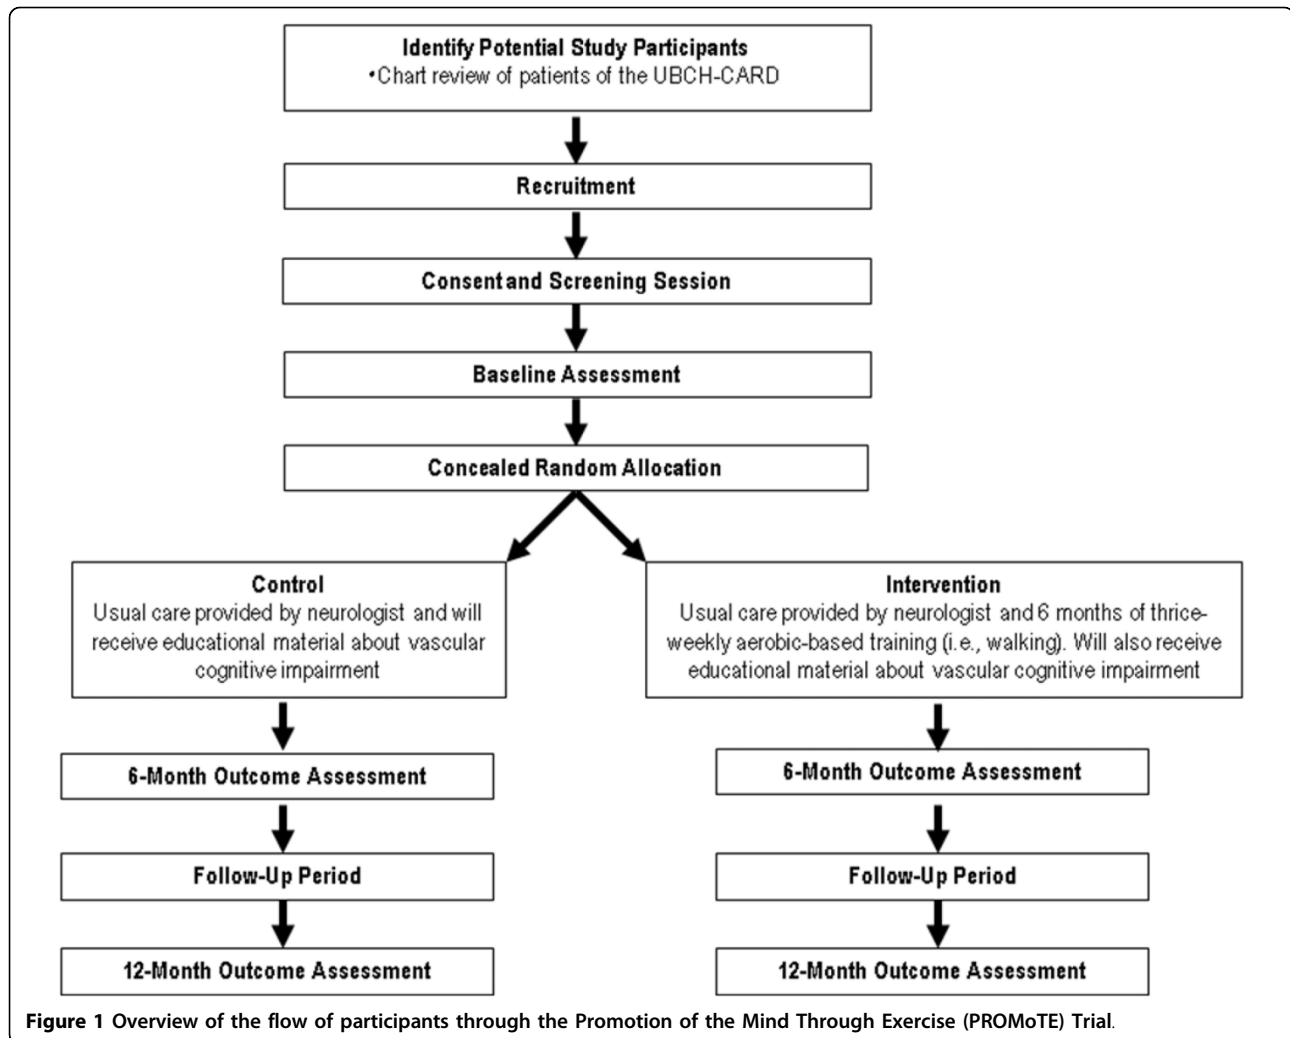 Identify Potential Study Participants
•Chart review of patients of the UBCH-CARD
Recruitment
Consent and Screening Session
Baseline Assessment
Concealed Random Allocation
Control
Usual care provided by neurologist and will
receive educational material about vascular
cognitive impairment
Intervention
Usual care provided by neurologist and 6 months of thrice-
weekly aerobic-based training (i.e., walking). Will also receive
educational material about vascular cognitive impairment
6-Month Outcome Assessment
Follow-Up Period
12-Month Outcome Assessment
6-Month Outcome Assessment
Follow-Up Period
12-Month Outcome Assessment
Figure 1 Overview of the flow of participants through the Promotion of the Mind Through Exercise (PROMoTE) Trial.